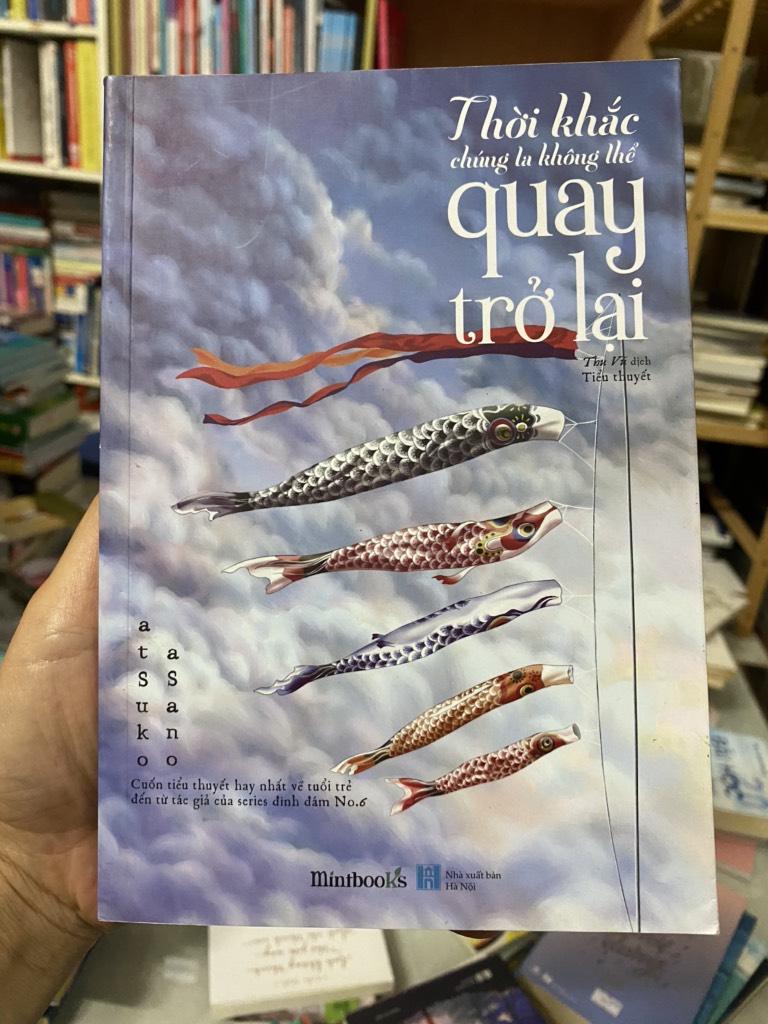 Thời khắc
chúng ta không thể
quay
trở lại
Thu Vũ dịch
Tiểu thuyết
atSuko
aSano
Cuốn tiểu thuyết hay nhất về tuổi trẻ
đến từ tác giả của series đình đám No.6
mintbooks
Nhà xuất bản
Hà Nội